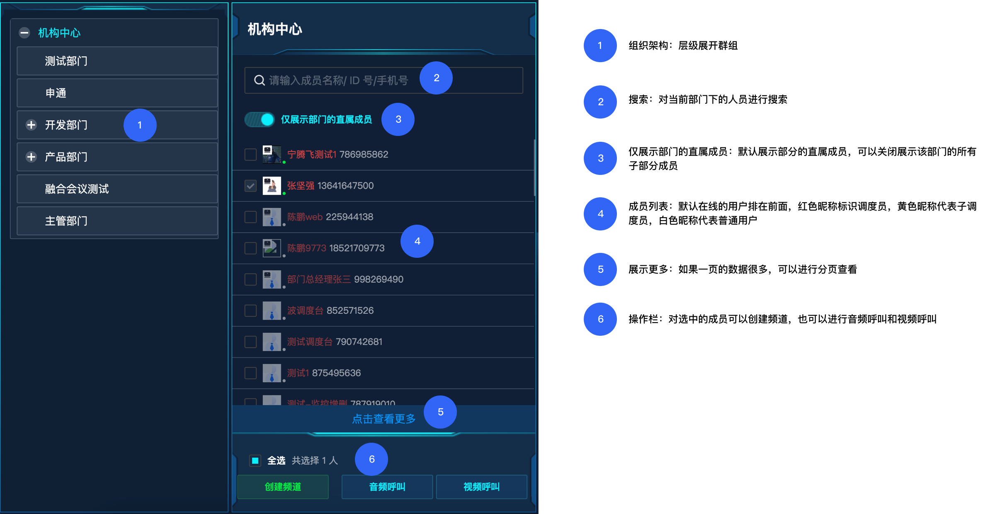 机构中心
测试部门
申通
开发部门
1
产品部门
融合会议测试
主管部门
机构中心
请输入成员名称/ ID 号/手机号
2
仅展示部门的直属成员
3
宁腾飞测试1 786985862
张坚强 13641647500
陈鹏web 225944138
陈鹏9773 18521709773
4
部门总经理张三 998269490
波调度台 852571526
测试调度台 790742681
测试1 875495636
测试-监控增删 787919010
点击查看更多
5
全选 共选择 1 人
6
创建频道
音频呼叫
视频呼叫
1 组织架构：层级展开群组
2 搜索：对当前部门下的人员进行搜索
3 仅展示部门的直属成员：默认展示部分的直属成员，可以关闭展示该部门的所有
子部分成员
4 成员列表：默认在线的用户排在前面，红色昵称标识调度员，黄色昵称代表子调
度员，白色昵称代表普通用户
5 展示更多：如果一页的数据很多，可以进行分页查看
6 操作栏：对选中的成员可以创建频道，也可以进行音频呼叫和视频呼叫